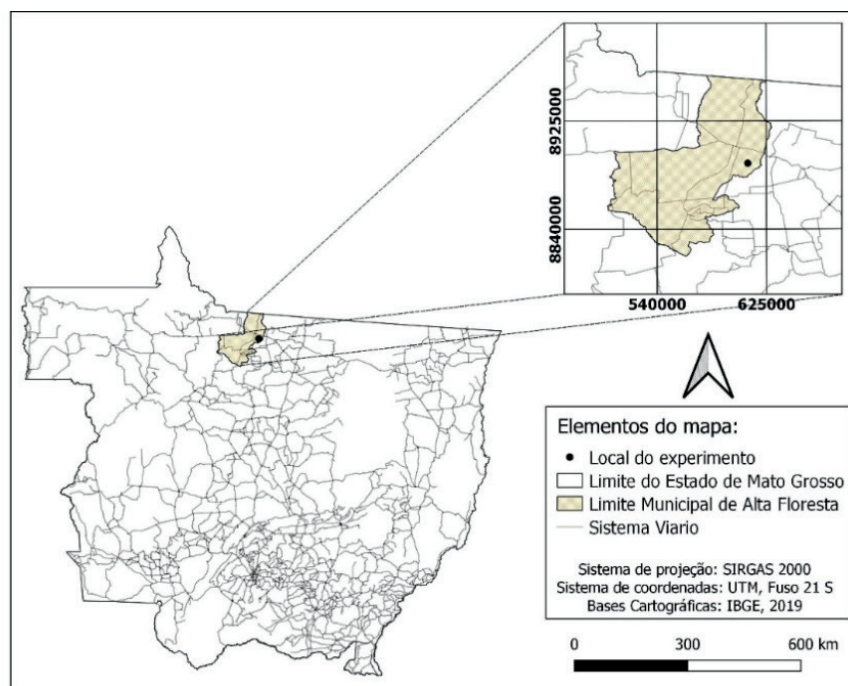 8925000
8840000
540000
625000
Elementos do mapa:
Local do experimento
Limite do Estado de Mato Grosso
Limite Municipal de Alta Floresta
Sistema Viario
Sistema de projeção: SIRGAS 2000
Sistema de coordenadas: UTM, Fuso 21 S
Bases Cartográficas: IBGE, 2019
0
300
600 km